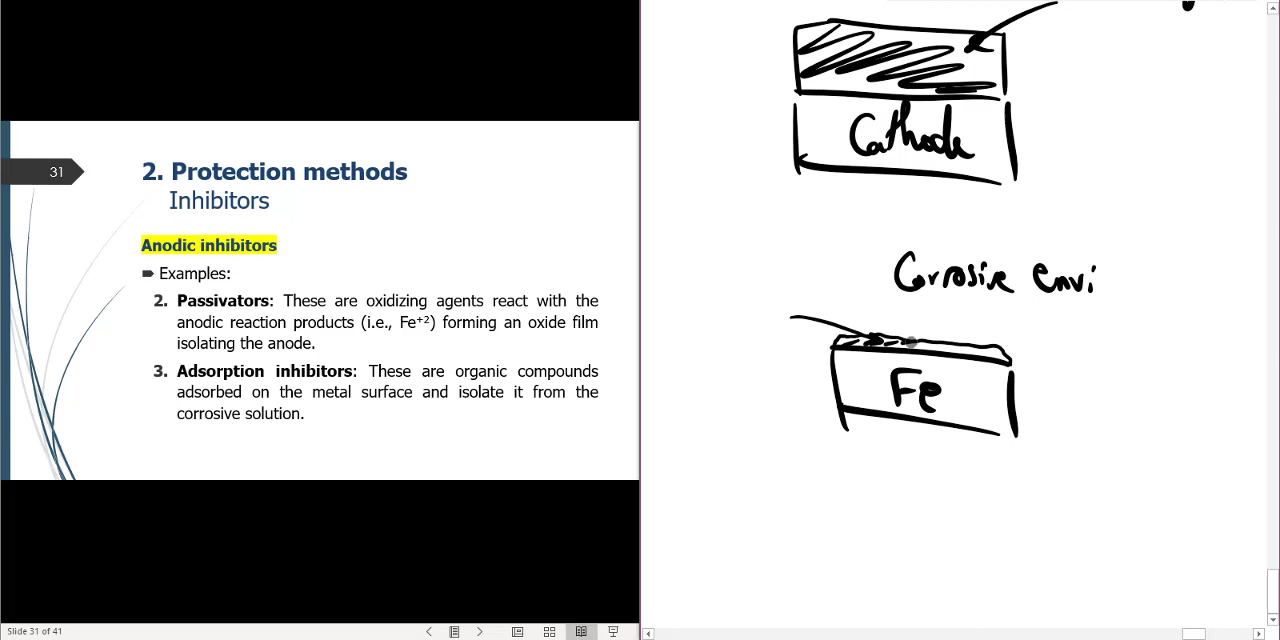 31
2. Protection methods
Inhibitors
Anodic inhibitors
Examples:
2. Passivators: These are oxidizing agents react with the
anodic reaction products (i.e., Fe+2) forming an oxide film
isolating the anode.
3. Adsorption inhibitors: These are organic compounds
adsorbed on the metal surface and isolate it from the
corrosive solution.
Slide 31 of 41
Cathode
Corrosive envi
Fe